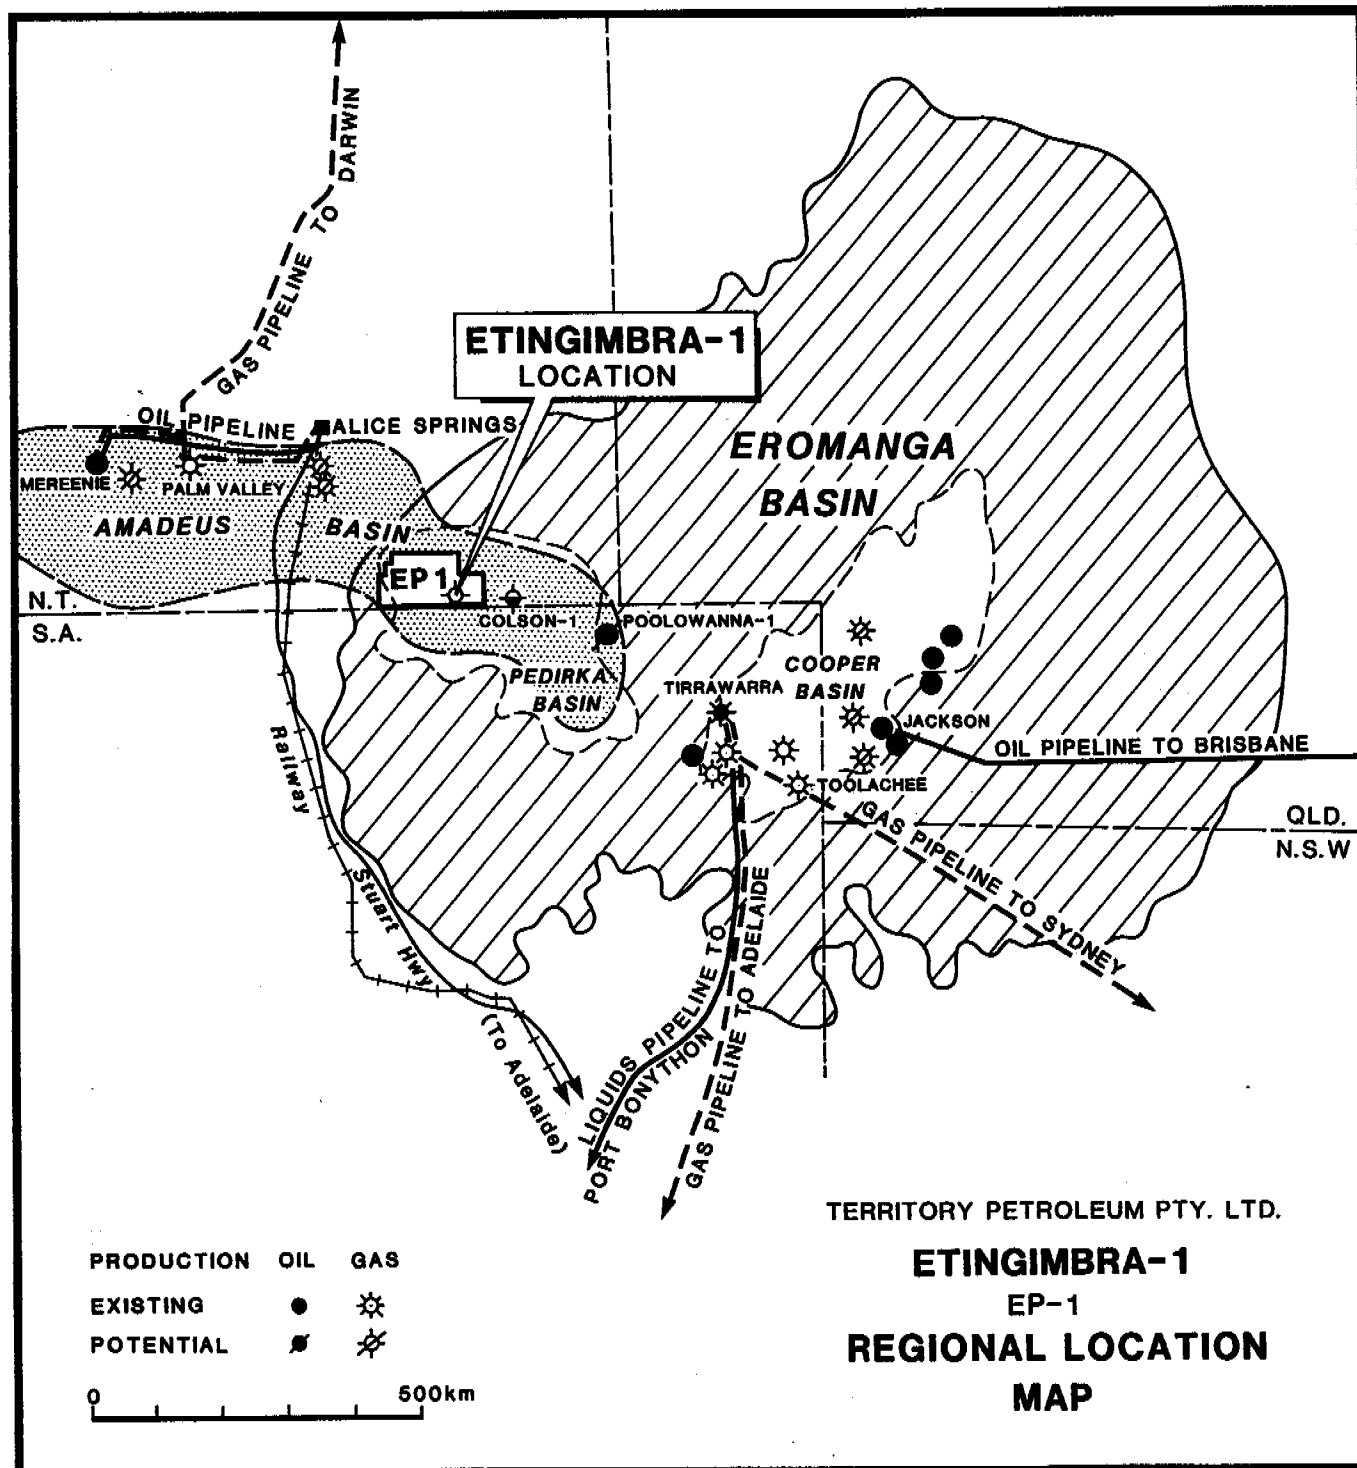 GAS PIPELINE TO DARWIN
ETINGIMBRA-1
LOCATION
OIL PIPELINE
ALICE SPRINGS
MEREENIE
PALM VALLEY
AMADEUS BASIN
EROMANGA
BASIN
EP 1
N.T.
S.A.
COLSON-1
POOLOWANNA-1
PEDIRKA
BASIN
COOPER
BASIN
TIRRAWARRA
JACKSON
OIL PIPELINE TO BRISBANE
TOOLACHEE
GAS PIPELINE TO SYDNEY
QLD.
N.S.W
Railway
Stuart Hwy
(To Adelaide)
LIQUIDS PIPELINE TO
PORT BONYTHON
GAS PIPELINE TO ADELAIDE
TERRITORY PETROLEUM PTY. LTD.
ETINGIMBRA-1
EP-1
REGIONAL LOCATION
MAP
PRODUCTION OIL GAS
EXISTING
POTENTIAL
0 500km